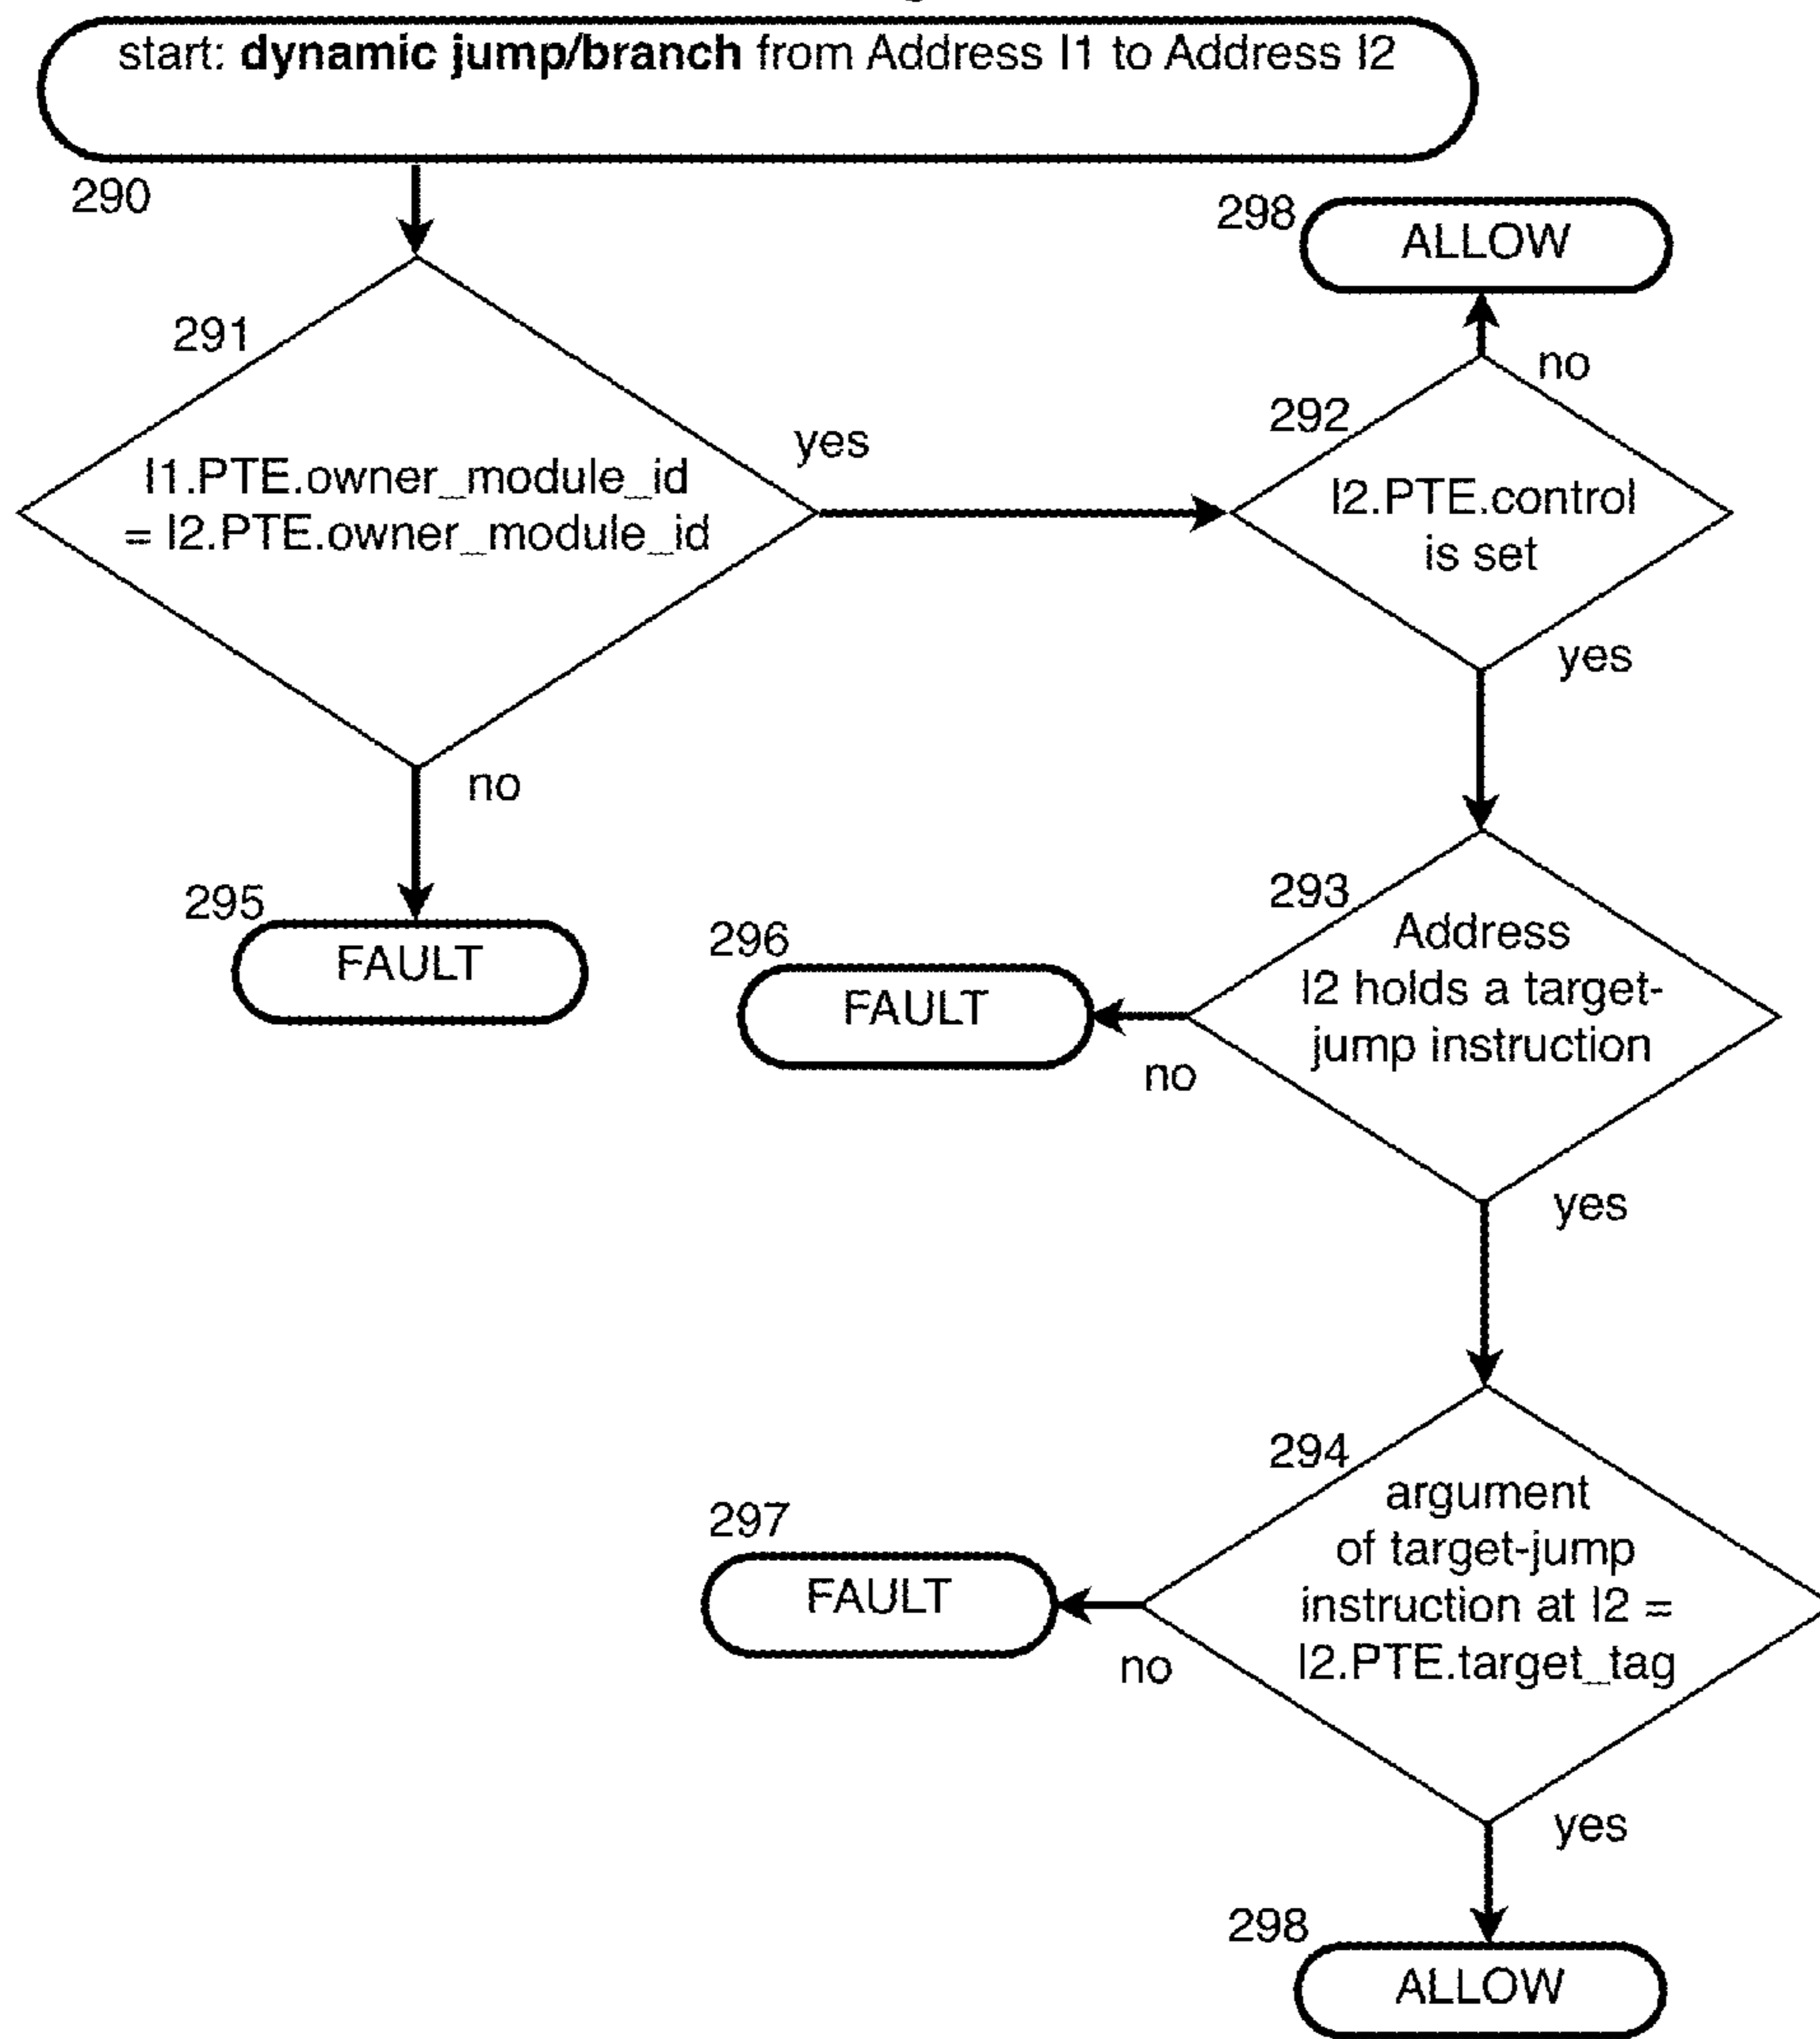 start: dynamic jump/branch from Address I1 to Address I2
290
298
ALLOW
291
no
292
yes
I1.PTE.owner_module_id
= I2.PTE.owner_module_id
I2.PTE.control
is set
yes
no
295
FAULT
293
296
Address
I2 holds a target-
jump instruction
FAULT
no
yes
294
297
argument
of target-jump
instruction at I2 =
I2.PTE.target_tag
FAULT
no
yes
298
ALLOW